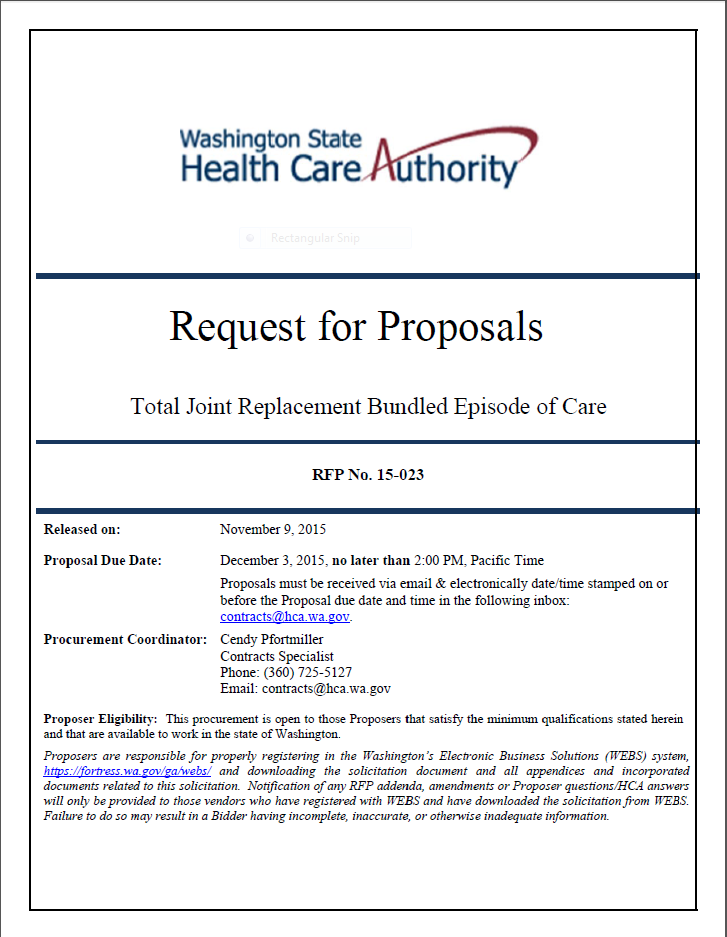 Washington State
Health Care Authority
Rectangular Snip
Request for Proposals
Total Joint Replacement Bundled Episode of Care
RFP No. 15-023
Released on: November 9, 2015
Proposal Due Date: December 3, 2015, no later than 2:00 PM, Pacific Time
Proposals must be received via email & electronically date/time stamped on or
before the Proposal due date and time in the following inbox:
contracts@hca.wa.gov.
Procurement Coordinator: Cendy Pfortmiller
Contracts Specialist
Phone: (360) 725-5127
Email: contracts@hca.wa.gov
Proposer Eligibility: This procurement is open to those Proposers that satisfy the minimum qualifications stated herein
and that are available to work in the state of Washington.
Proposers are responsible for properly registering in the Washington's Electronic Business Solutions (WEBS) system,
https://fortress.wa.gov/ga/webs/ and downloading the solicitation document and all appendices and incorporated
documents related to this solicitation. Notification of any RFP addenda, amendments or Proposer questions/HCA answers
will only be provided to those vendors who have registered with WEBS and have downloaded the solicitation from WEBS.
Failure to do so may result in a Bidder having incomplete, inaccurate, or otherwise inadequate information.